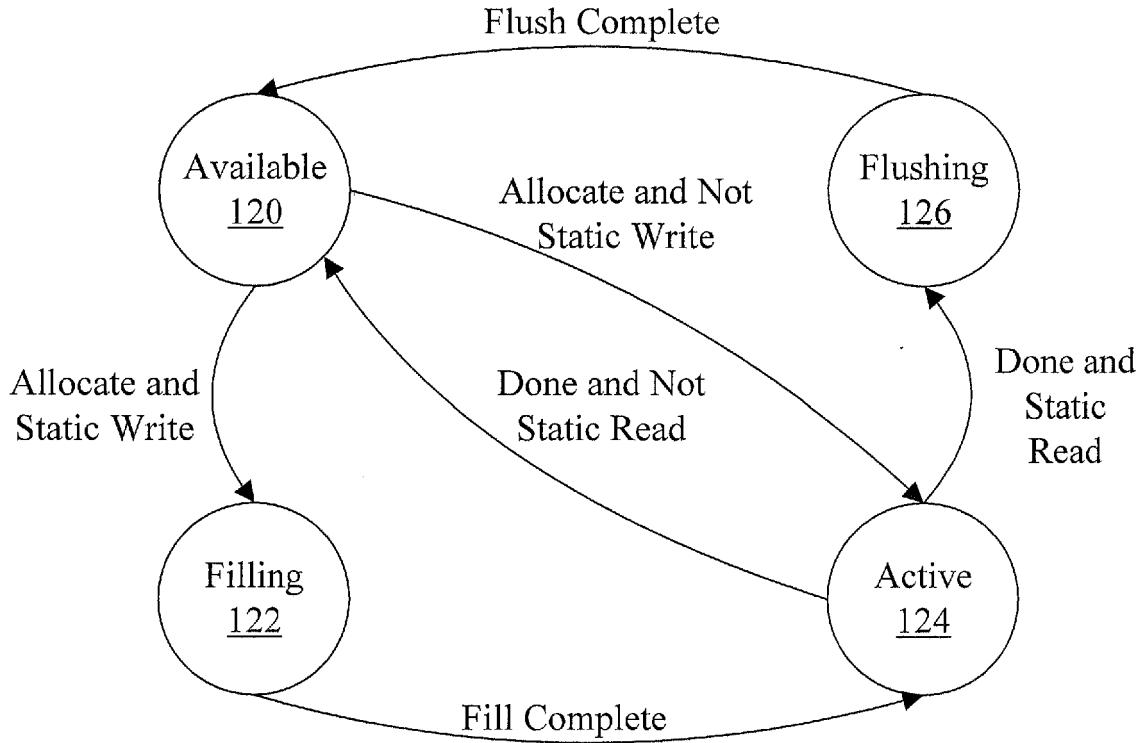 Flush Complete
Available
120
Flushing
126
Allocate and Not
Static Write
Allocate and
Static Write
Done and Not
Static Read
Done and
Static
Read
Filling
122
Active
124
Fill Complete